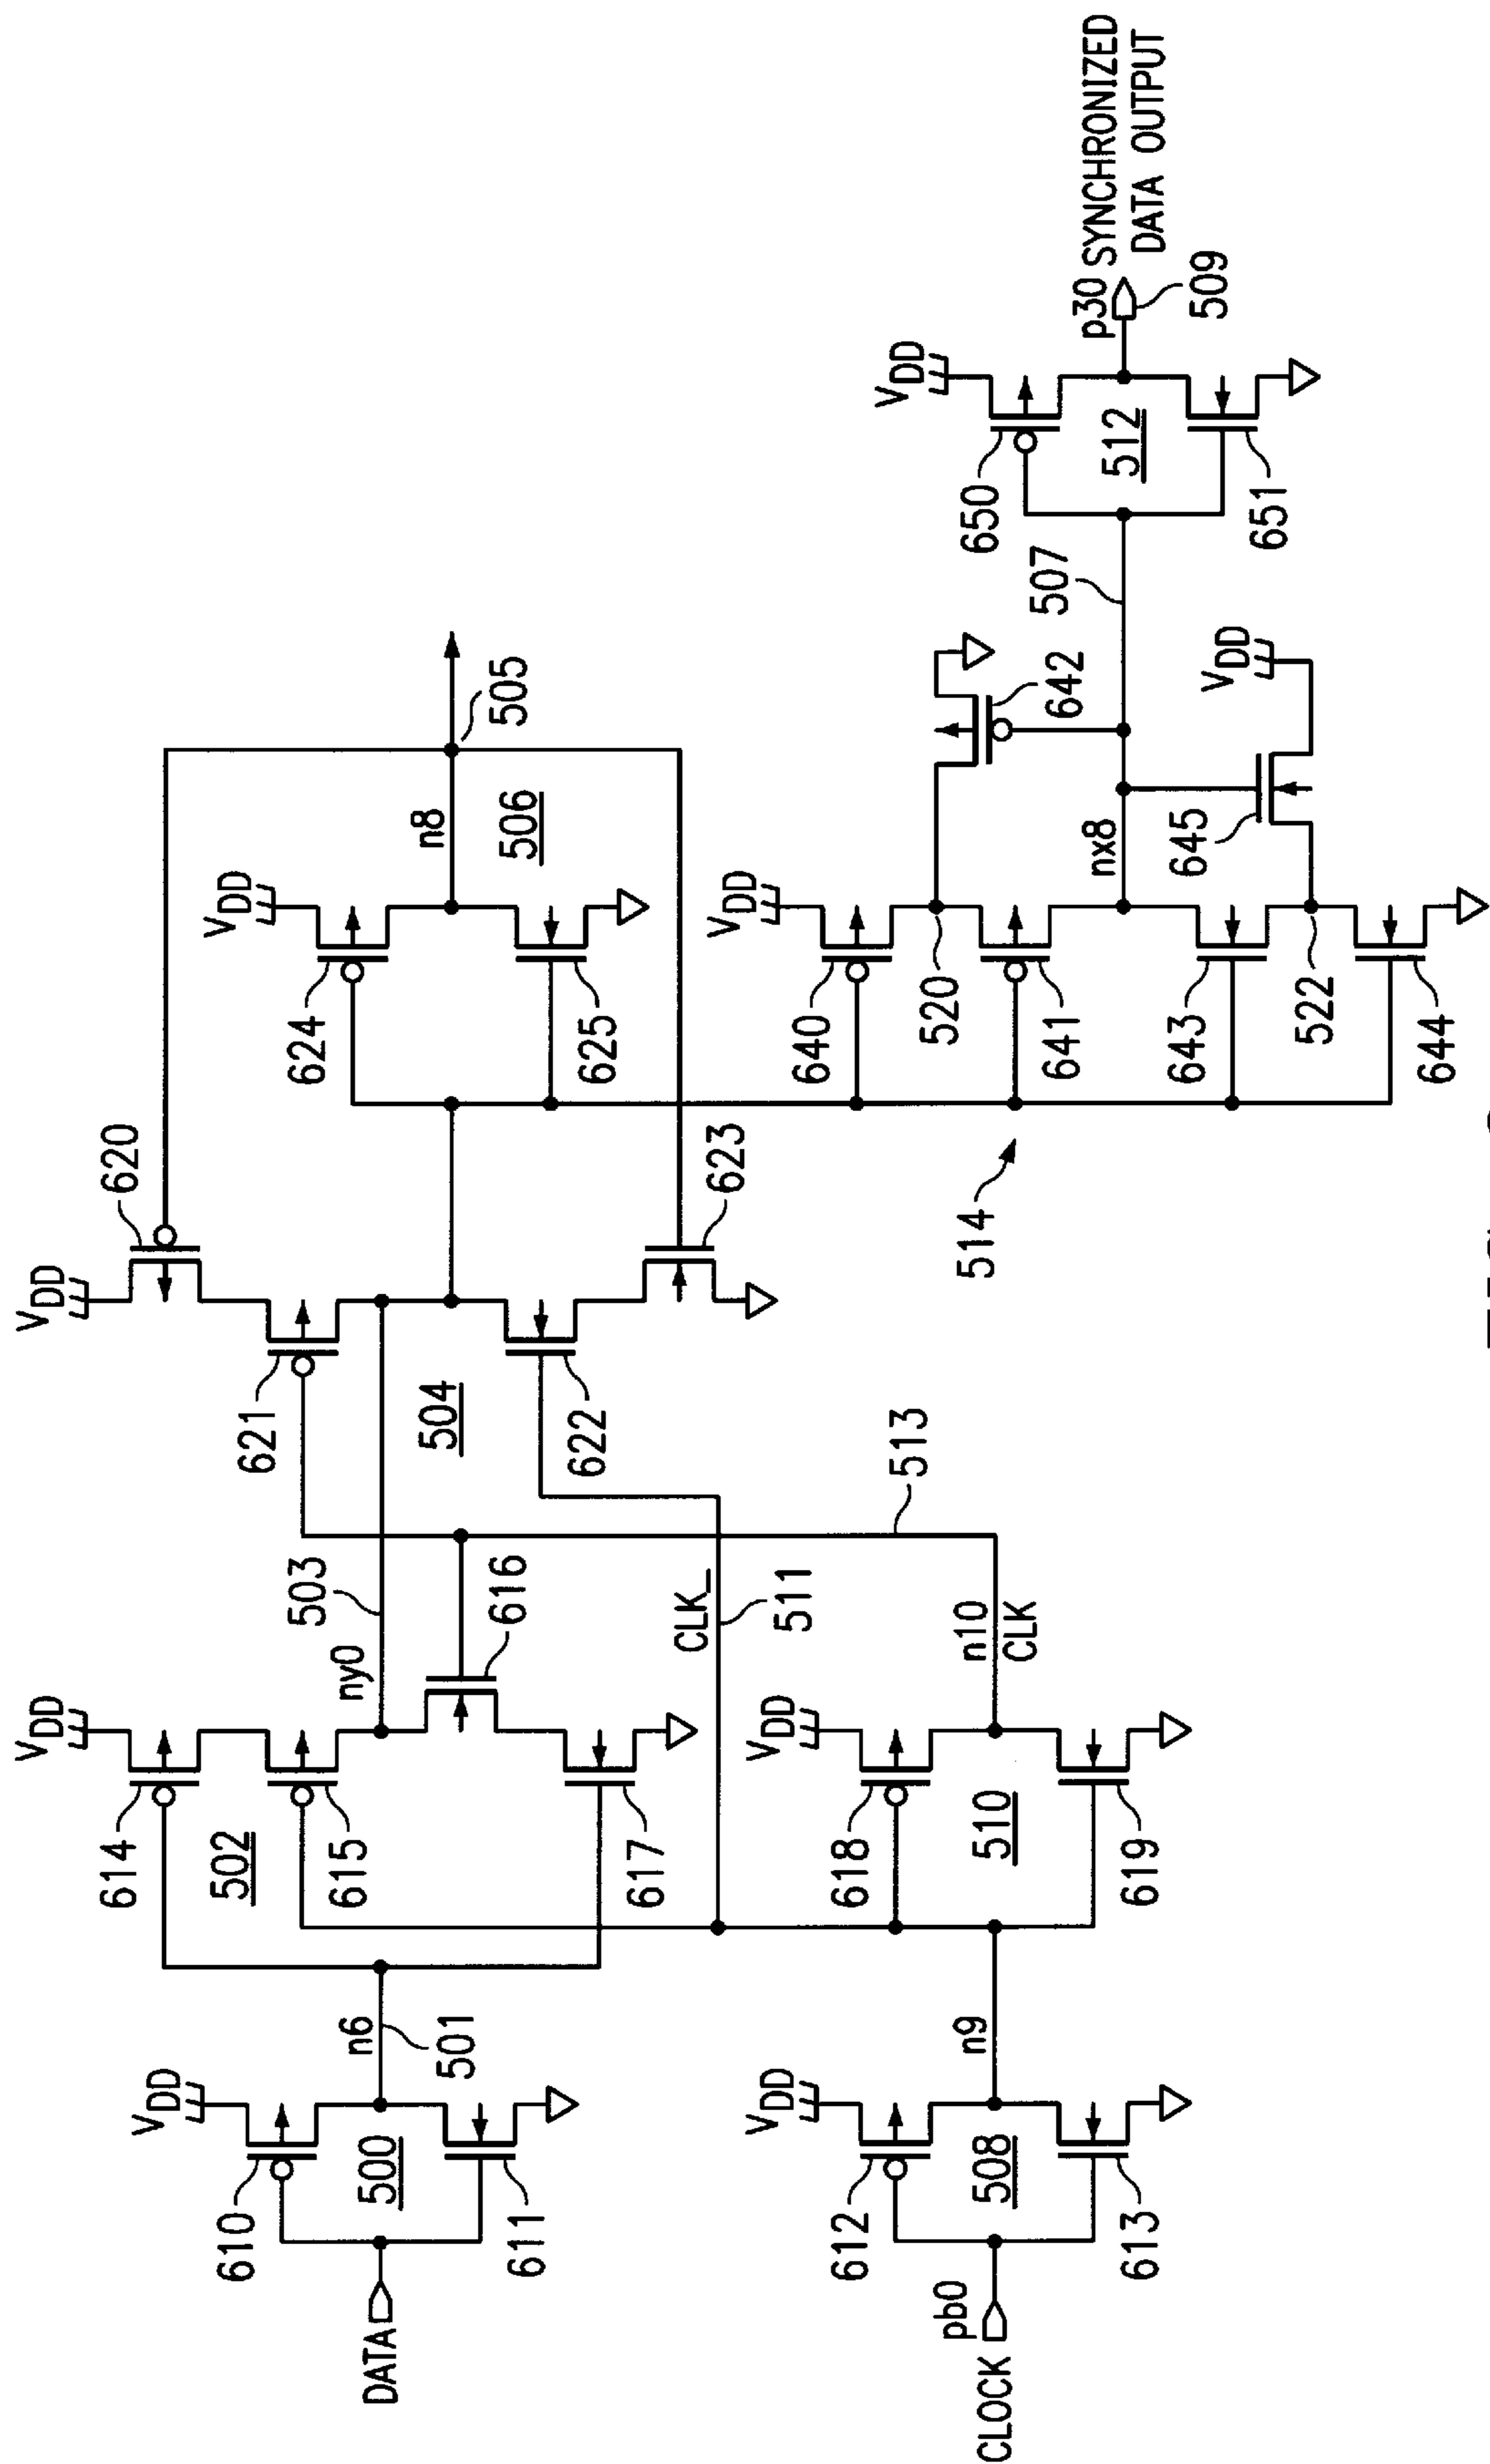 DATA
610
611
500
VDD
n6
501
CLOCK
pb0
612
613
508
VDD
n9
VDD
614
502
615
617
616
ny0
503
VDD
618
510
619
CLK_
511
n10
CLK
513
VDD
620
621
504
622
623
VDD
624
625
506
n8
505
514
VDD
640
520
641
643
522
644
nx8
642
645
VDD
507
VDD
650
512
651
p30
509
SYNCHRONIZED
DATA OUTPUT